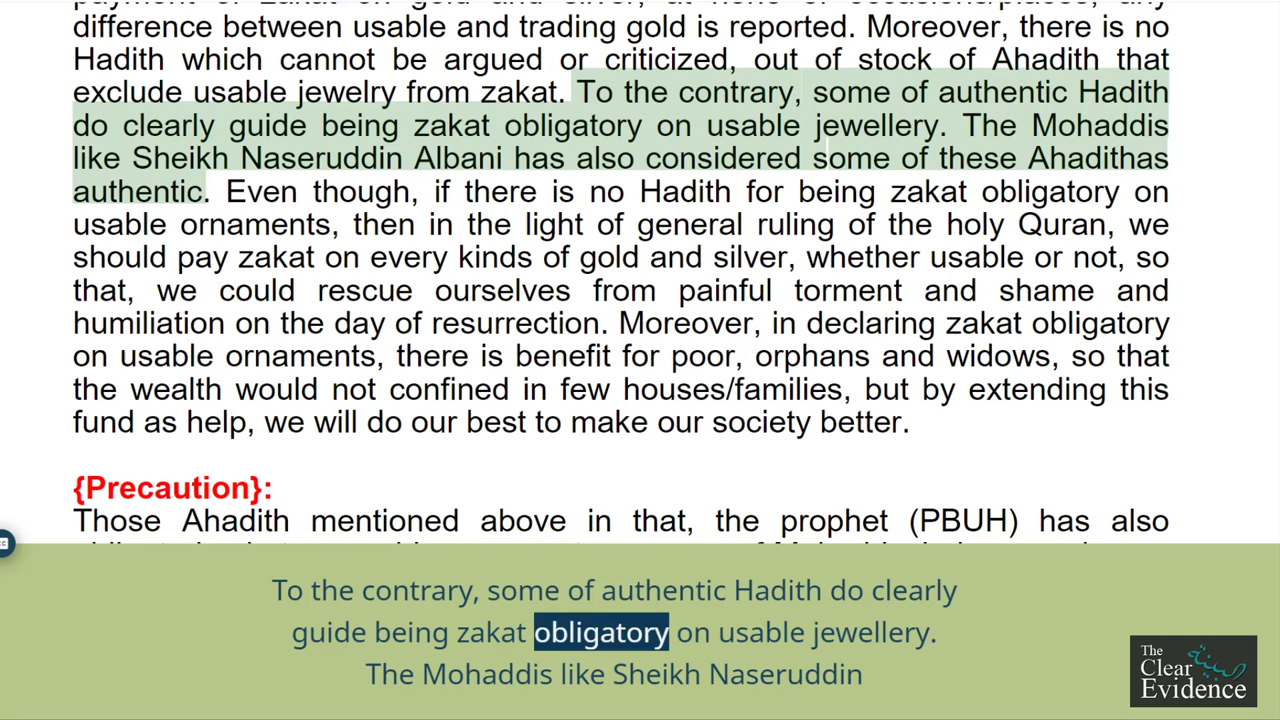 difference between usable and trading gold is reported. Moreover, there is no
Hadith which cannot be argued or criticized, out of stock of Ahadith that
exclude usable jewelry from zakat. To the contrary, some of authentic Hadith
do clearly guide being zakat obligatory on usable jewellery. The Mohaddis
like Sheikh Naseruddin Albani has also considered some of these Ahadithas
authentic. Even though, if there is no Hadith for being zakat obligatory on
usable ornaments, then in the light of general ruling of the holy Quran, we
should pay zakat on every kinds of gold and silver, whether usable or not, so
that, we could rescue ourselves from painful torment and shame and
humiliation on the day of resurrection. Moreover, in declaring zakat obligatory
on usable ornaments, there is benefit for poor, orphans and widows, so that
the wealth would not confined in few houses/families, but by extending this
fund as help, we will do our best to make our society better.
{Precaution}:
Those Ahadith mentioned above in that, the prophet (PBUH) has also
To the contrary, some of authentic Hadith do clearly
guide being zakat obligatory on usable jewellery.
The Mohaddis like Sheikh Naseruddin
The
Clear
Evidence